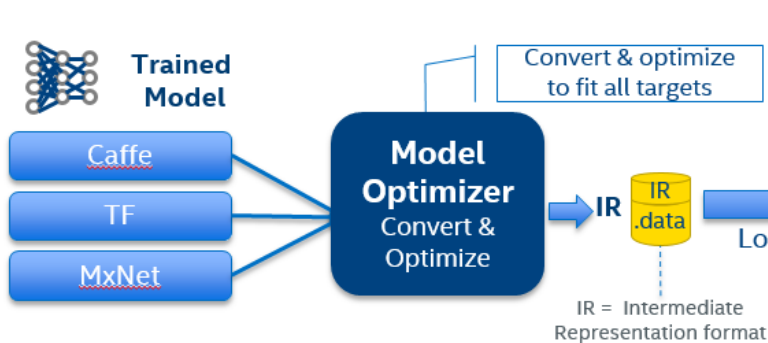 Trained
Model
Convert & optimize
to fit all targets
Caffe
TF
MxNet
Model
Optimizer
Convert &
Optimize
IR
IR
.data
Lo
IR = Intermediate
Representation format